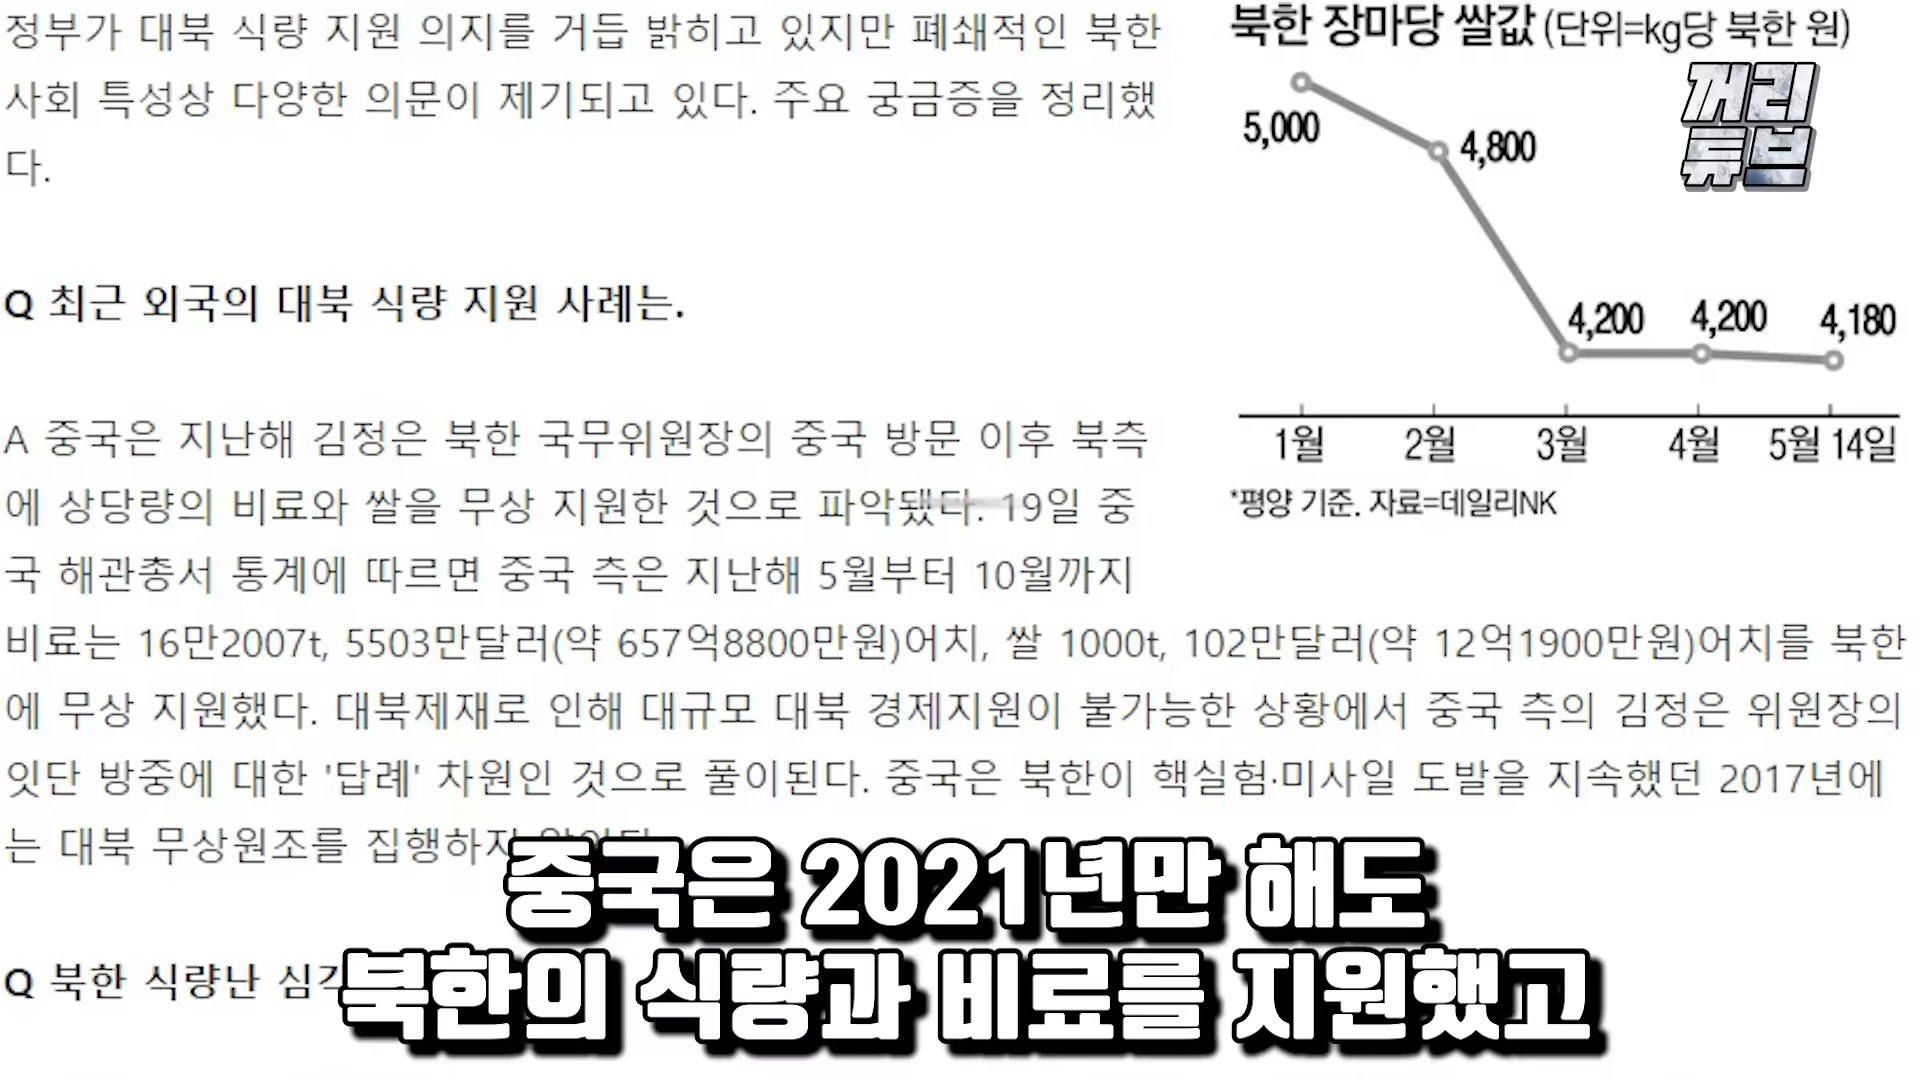 정부가 대북 식량 지원 의지를 거듭 밝히고 있지만 폐쇄적인 북한
사회 특성상 다양한 의문이 제기되고 있다. 주요 궁금증을 정리했
다.
Q 최근 외국의 대북 식량 지원 사례는.
A 중국은 지난해 김정은 북한 국무위원장의 중국 방문 이후 북측
에 상당량의 비료와 쌀을 무상 지원한 것으로 파악됐다. 19일 중
국 해관총서 통계에 따르면 중국 측은 지난해 5월부터 10월까지
비료는 16만2007t, 5503만달러(약 657억8800만원)어치, 쌀 1000t, 102만달러(약 12억1900만원)어치를 북한
에 무상 지원했다. 대북제재로 인해 대규모 대북 경제지원이 불가능한 상황에서 중국 측의 김정은 위원장의
잇단 방중에 대한 '답례' 차원인 것으로 풀이된다. 중국은 북한이 핵실험·미사일 도발을 지속했던 2017년에
는 대북 무상원조를 집행하지
Q 북한 식량난
북한 장마당 쌀값 (단위=kg당 북한 원)
꺼리
튜브
5,000
4,800
4,200
4,200
4,180
1월
2월
3월
4월
5월 14일
*평양 기준. 자료=데일리NK
중국은 2021년만 해도
북한의 식량과 비료를 지원했고